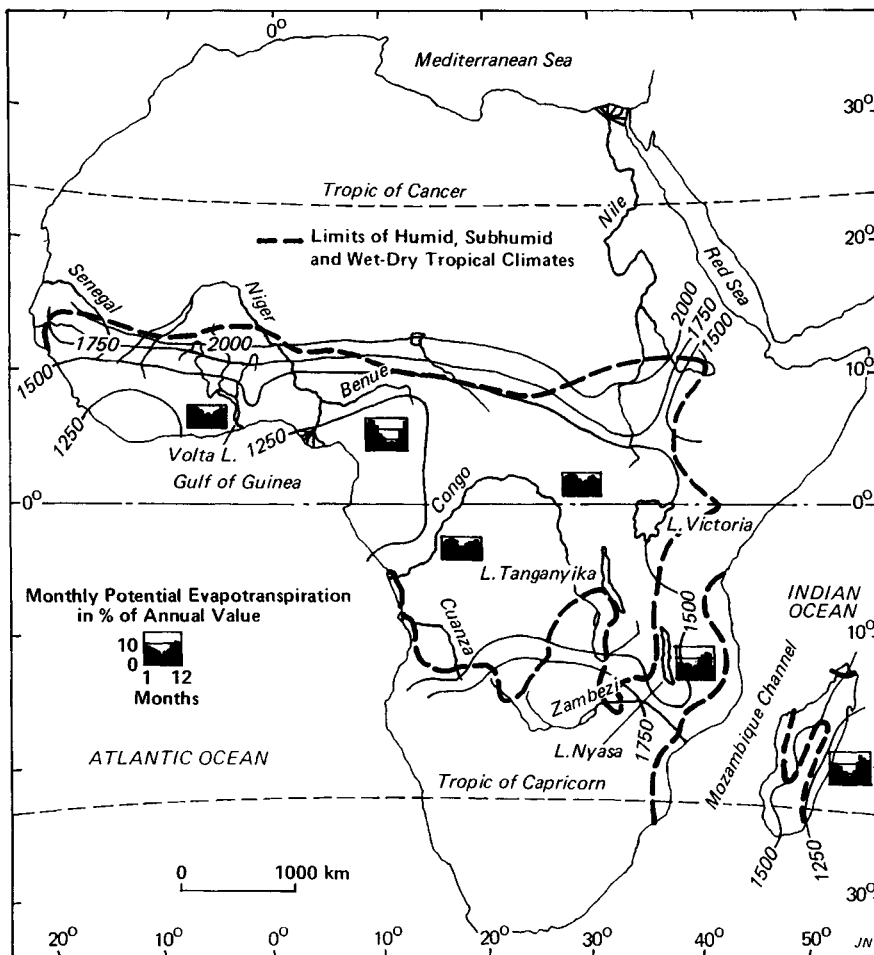 0°
Mediterranean Sea
30°
Tropic of Cancer
Nile
Limits of Humid, Subhumid
and Wet-Dry Tropical Climates
20°
Red Sea
Senegal
Niger
2000
1750
1500
1750
2000
1500
10°
Benue
1250
1250
Volta L.
Gulf of Guinea
Congo
0°
0°
L. Victoria
L. Tanganyika
Monthly Potential Evapotranspiration
in % of Annual Value
10
0
1 12
Months
Cuanza
1500
INDIAN
OCEAN
10°
Zambezi
Mozambique Channel
L. Nyasa
1750
ATLANTIC OCEAN
Tropic of Capricorn
0 1000 km
1500
1250
30°
20°
10°
0°
10°
20°
30°
40°
50°
JN